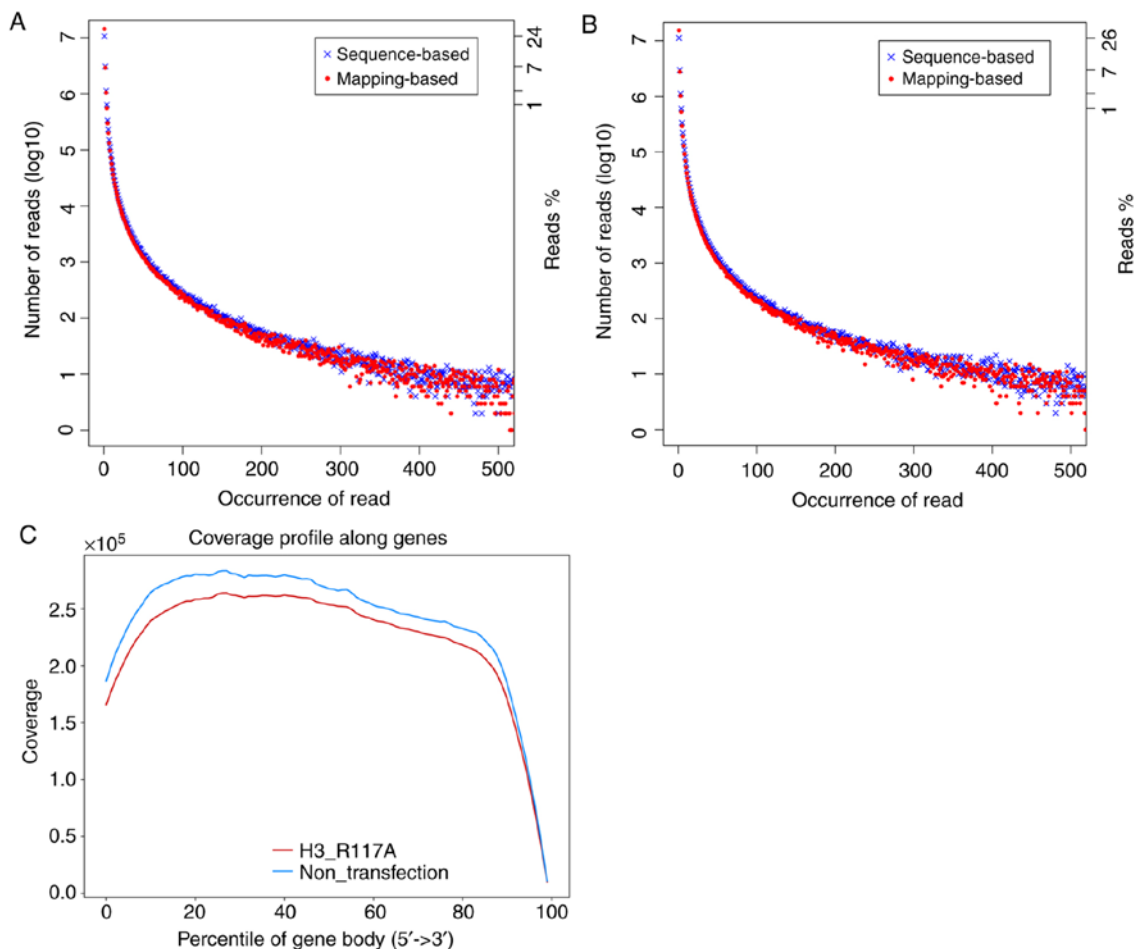 A
Number of reads (log10)
7
6
5
4
3
2
1
0
× Sequence-based
• Mapping-based
24
7
1
Reads %
0 100 200 300 400 500
Occurrence of read
B
Number of reads (log10)
7
6
5
4
3
2
1
0
× Sequence-based
• Mapping-based
26
7
1
Reads %
0 100 200 300 400 500
Occurrence of read
C
×10⁵
Coverage profile along genes
Coverage
2.5
2.0
1.5
1.0
0.5
0.0
H3_R117A
Non_transfection
0 20 40 60 80 100
Percentile of gene body (5′->3′)